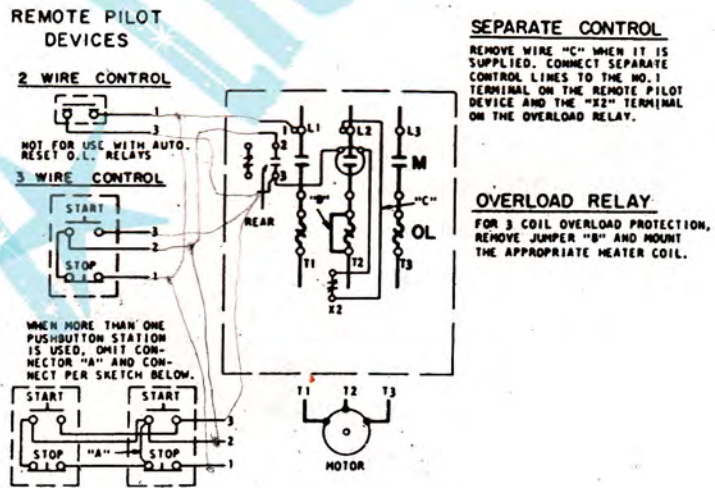 REMOTE PILOT
DEVICES
2 WIRE CONTROL
1
3
NOT FOR USE WITH AUTO.
RESET O.L. RELAYS
3 WIRE CONTROL
START
3
2
STOP
1
WHEN MORE THAN ONE
PUSHBUTTON STATION
IS USED, OMIT CON-
NECTOR "A" AND CON-
NECT PER SKETCH BELOW.
START
START
3
2
STOP
"A"
STOP
1
1
L1
L2
L3
2
3
M
REAR
"B"
"C"
OL
T1
T2
T3
X2
T1
T2
T3
MOTOR
SEPARATE CONTROL
REMOVE WIRE "C" WHEN IT IS
SUPPLIED. CONNECT SEPARATE
CONTROL LINES TO THE NO. 1
TERMINAL ON THE REMOTE PILOT
DEVICE AND THE "X2" TERMINAL
ON THE OVERLOAD RELAY.
OVERLOAD RELAY
FOR 3 COIL OVERLOAD PROTECTION,
REMOVE JUMPER "B" AND MOUNT
THE APPROPRIATE HEATER COIL.